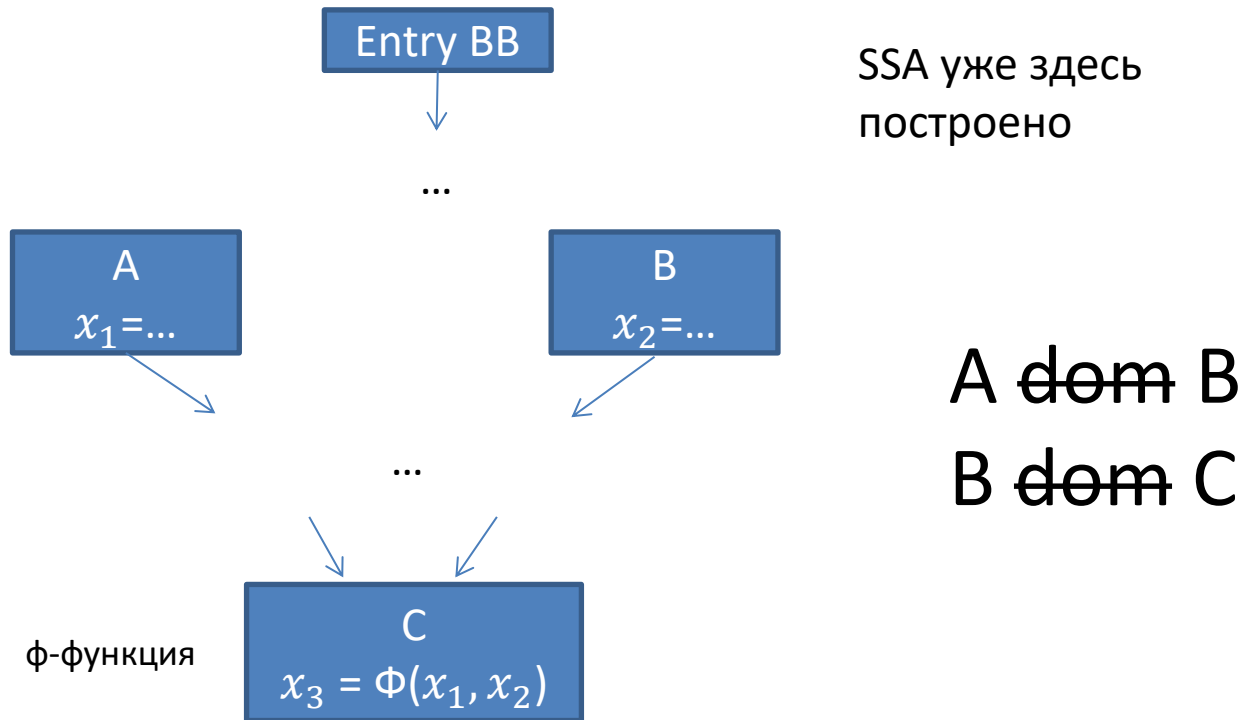 Entry BB
SSA уже здесь
построено
...
A
x₁=...
B
x₂=...
A dom B
B dom C
...
ф-функция
C
x₃ = Φ(x₁, x₂)